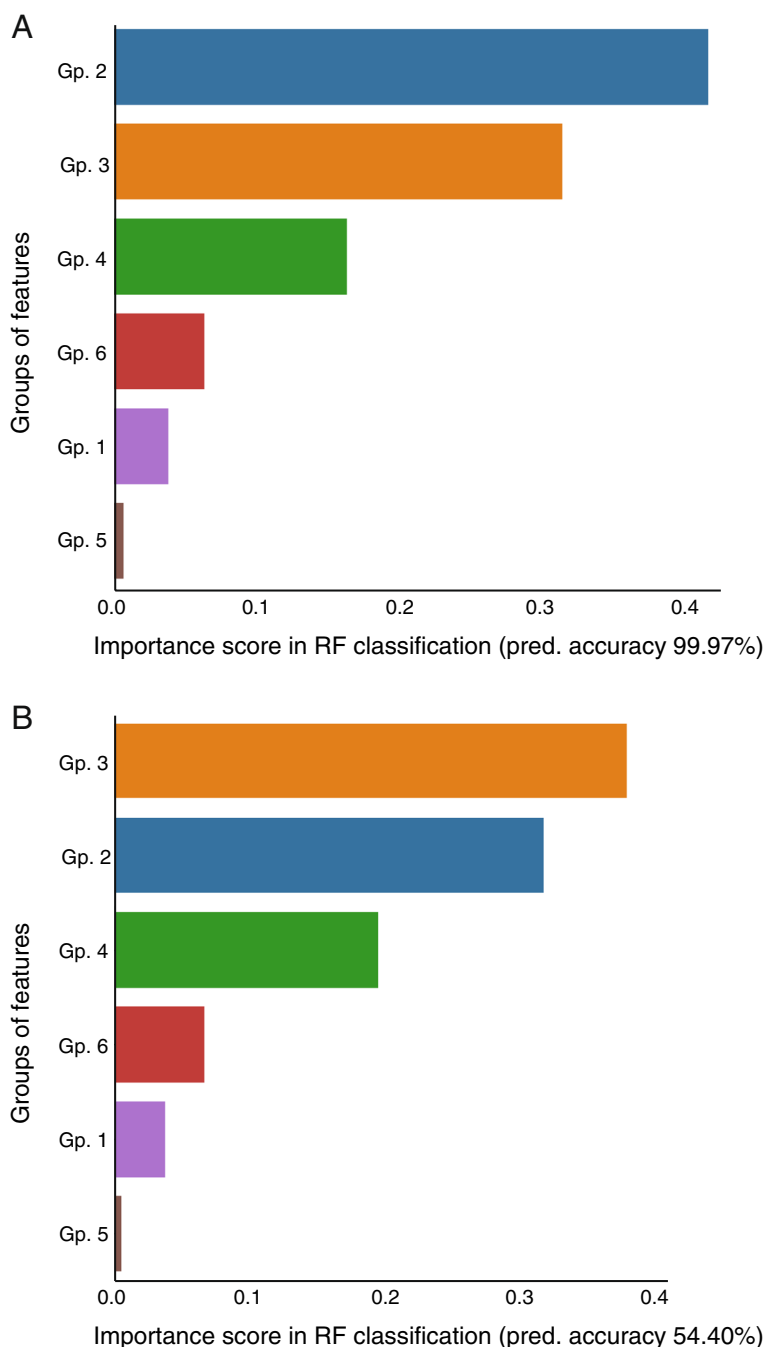 A
Gp. 2
Gp. 3
Gp. 4
Gp. 6
Gp. 1
Gp. 5
Groups of features
0.0 0.1 0.2 0.3 0.4
Importance score in RF classification (pred. accuracy 99.97%)
B
Gp. 3
Gp. 2
Gp. 4
Gp. 6
Gp. 1
Gp. 5
Groups of features
0.0 0.1 0.2 0.3 0.4
Importance score in RF classification (pred. accuracy 54.40%)